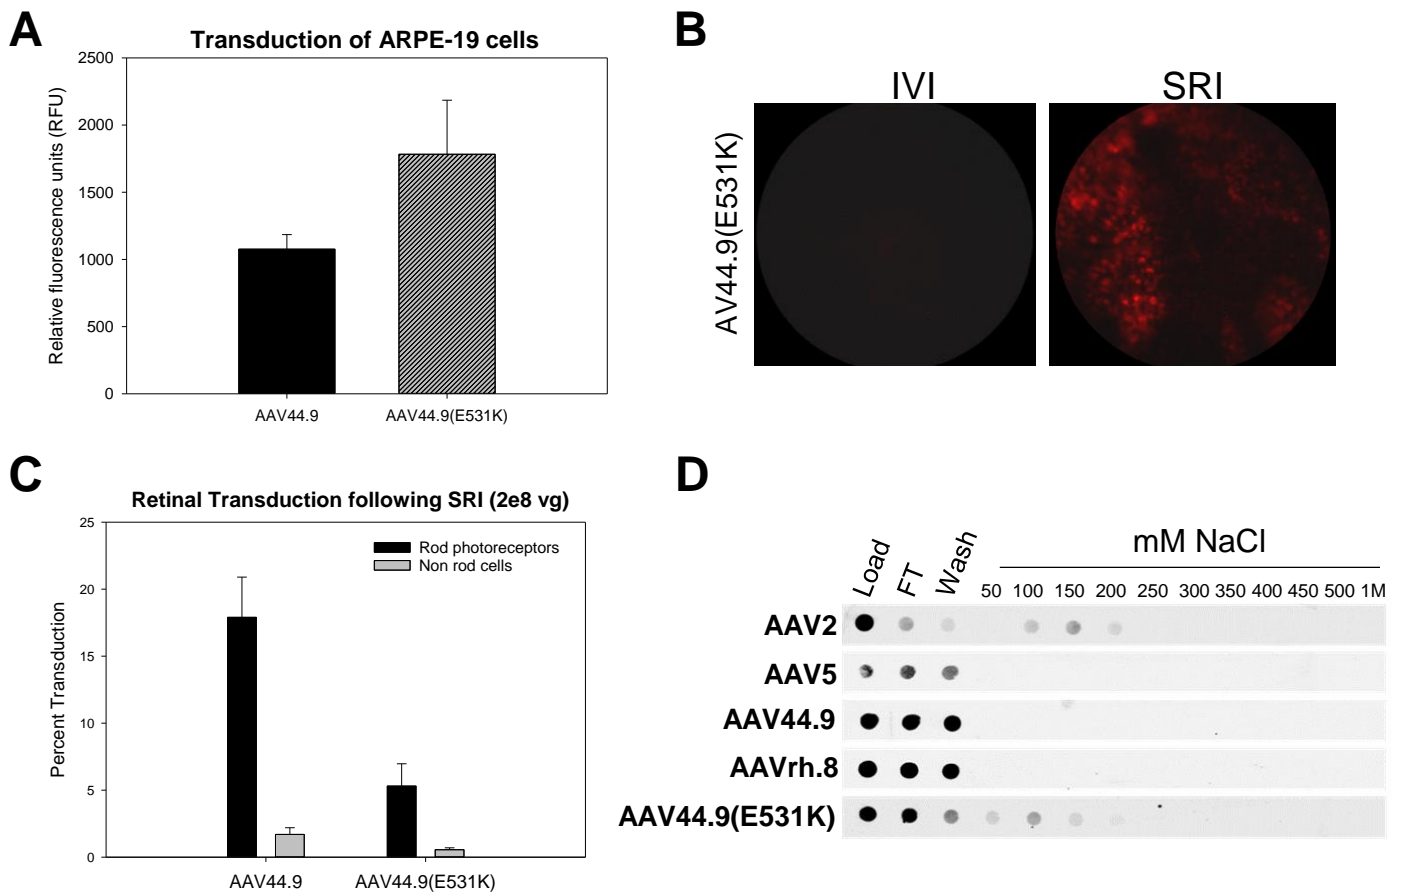 A
Transduction of ARPE-19 cells
Relative fluorescence units (RFU)
2500
2000
1500
1000
500
0
AAV44.9
AAV44.9(E531K)
B
IVI
SRI
AV44.9(E531K)
C
Retinal Transduction following SRI (2e8 vg)
Percent Transduction
25
20
15
10
5
0
Rod photoreceptors
Non rod cells
AAV44.9
AAV44.9(E531K)
D
Load FT Wash
mM NaCl
50 100 150 200 250 300 350 400 450 500 1M
AAV2
AAV5
AAV44.9
AAVrh.8
AAV44.9(E531K)